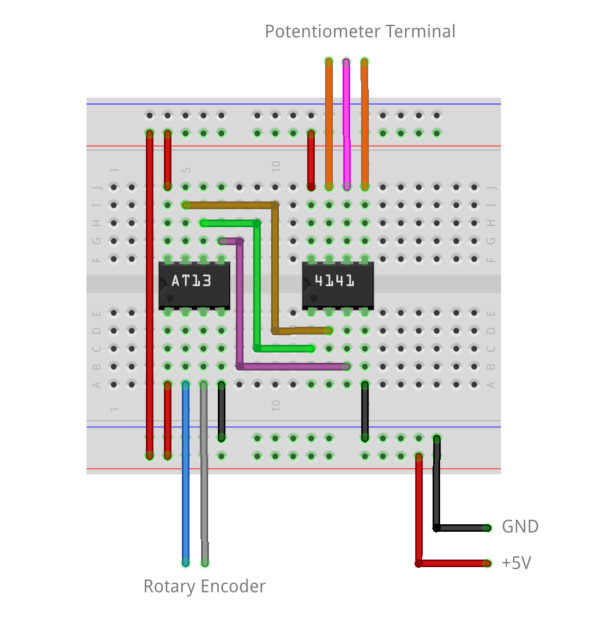 Potentiometer Terminal
1 5 10
J J
I I
H H
G G
F F
AT13 4141
E E
D D
C C
B B
A A
1 10
GND
+5V
Rotary Encoder